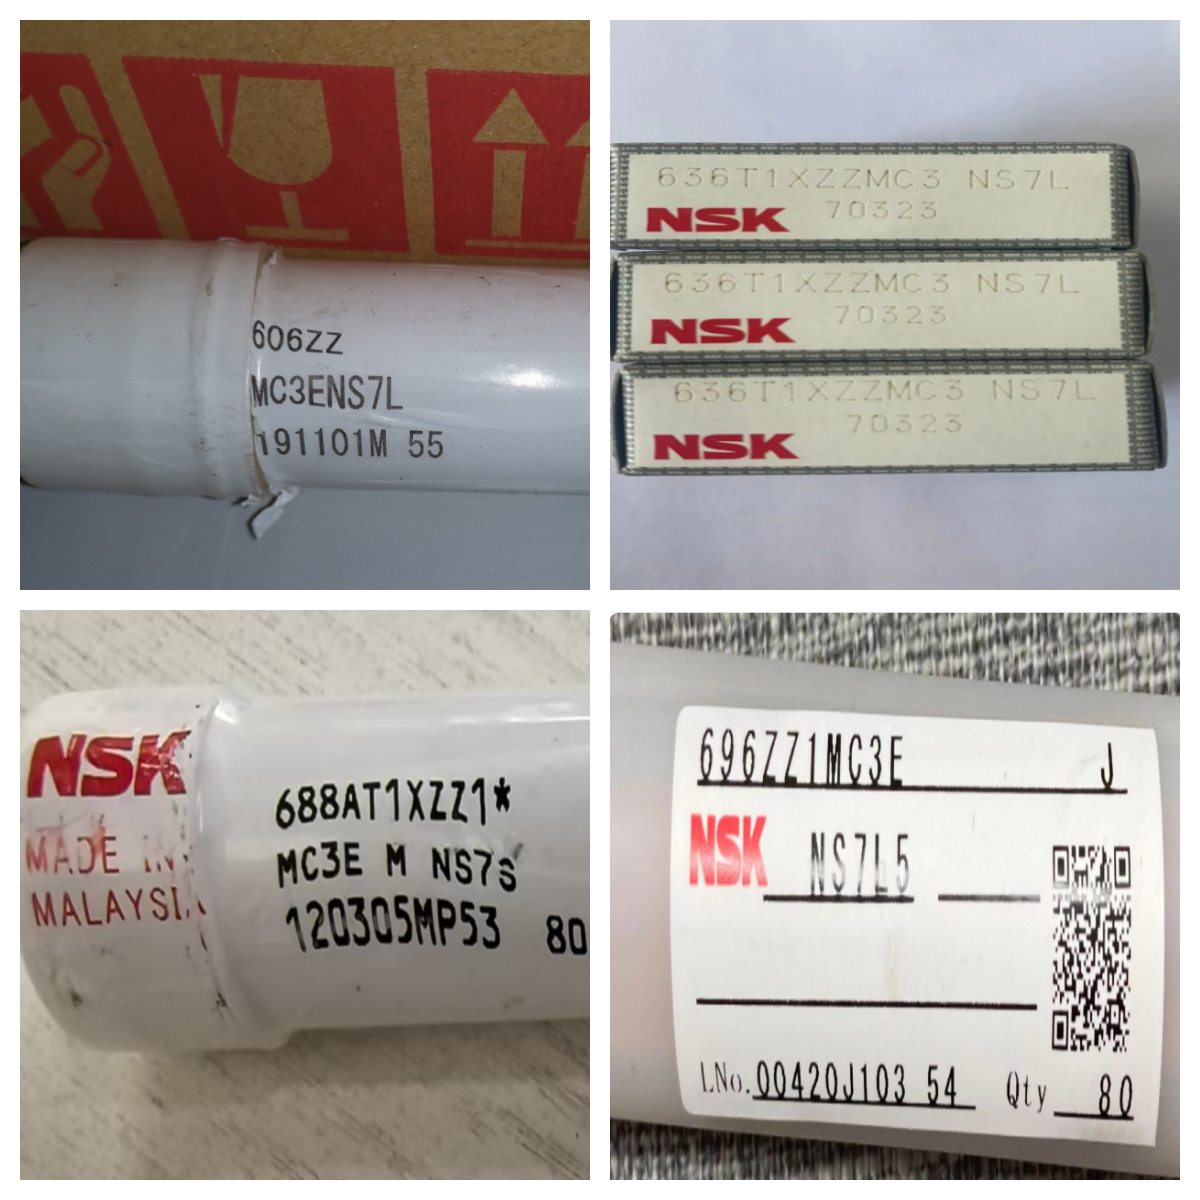 606ZZ
MC3ENS7L
191101M 55
636T1XZZMC3 NS7L
NSK 70323
636T1XZZMC3 NS7L
NSK 70323
636T1XZZMC3 NS7L
NSK 70323
NSK
MADE IN
MALAYSIA
688AT1XZZ1*
MC3E M NS7S
120305MP53 80
696ZZ1MC3E J
NSK NS7L5
LNo. 00420J103 54 Qty 80